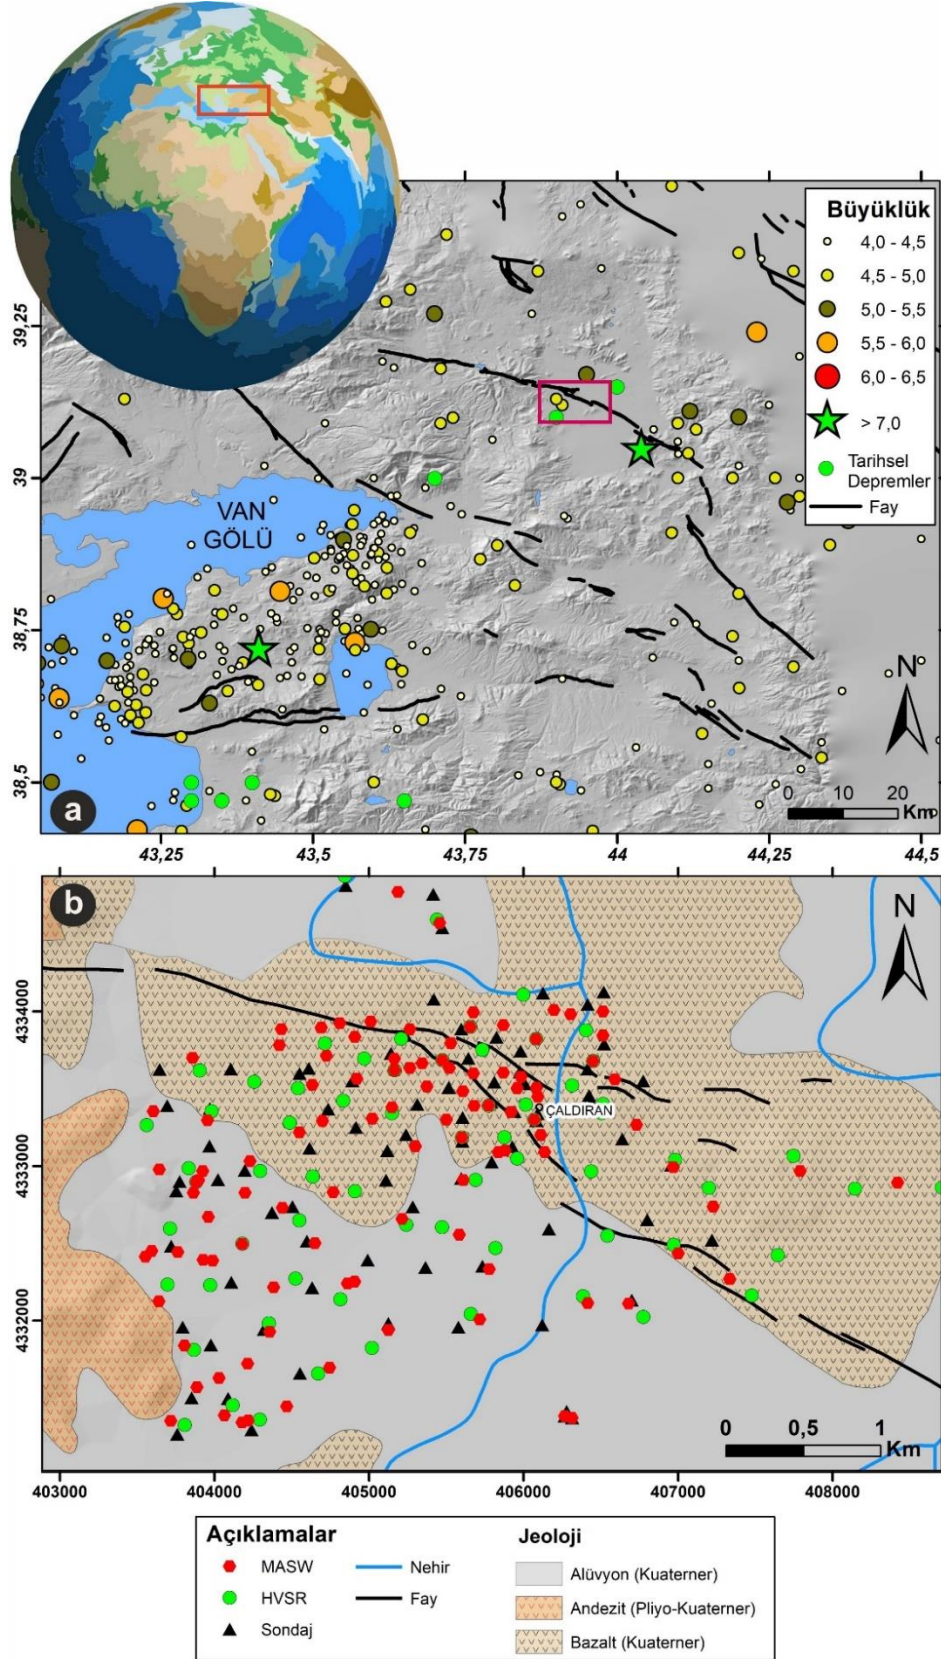 Büyüklük
4,0 - 4,5
4,5 - 5,0
5,0 - 5,5
5,5 - 6,0
6,0 - 6,5
> 7,0
Tarihsel
Depremler
Fay
39,25
39
38,75
38,5
VAN
GÖLÜ
N
0 10 20
Km
a
43,25 43,5 43,75 44 44,25 44,5
b
N
4334000
4333000
4332000
ÇALDIRAN
0 0,5 1
Km
403000 404000 405000 406000 407000 408000
Açıklamalar
MASW
HVSR
Sondaj
Nehir
Fay
Jeoloji
Alüvyon (Kuaterner)
Andezit (Pliyo-Kuaterner)
Bazalt (Kuaterner)